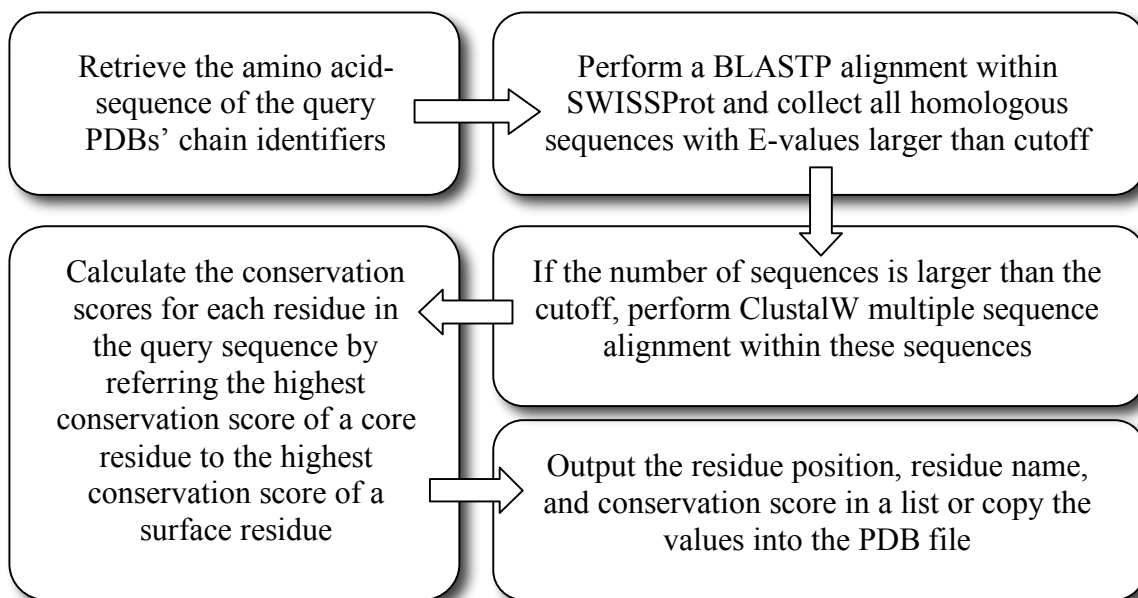 Retrieve the amino acid-
sequence of the query
PDBs’ chain identifiers
Perform a BLASTP alignment within
SWISSProt and collect all homologous
sequences with E-values larger than cutoff
If the number of sequences is larger than the
cutoff, perform ClustalW multiple sequence
alignment within these sequences
Calculate the conservation
scores for each residue in
the query sequence by
referring the highest
conservation score of a core
residue to the highest
conservation score of a
surface residue
Output the residue position, residue name,
and conservation score in a list or copy the
values into the PDB file